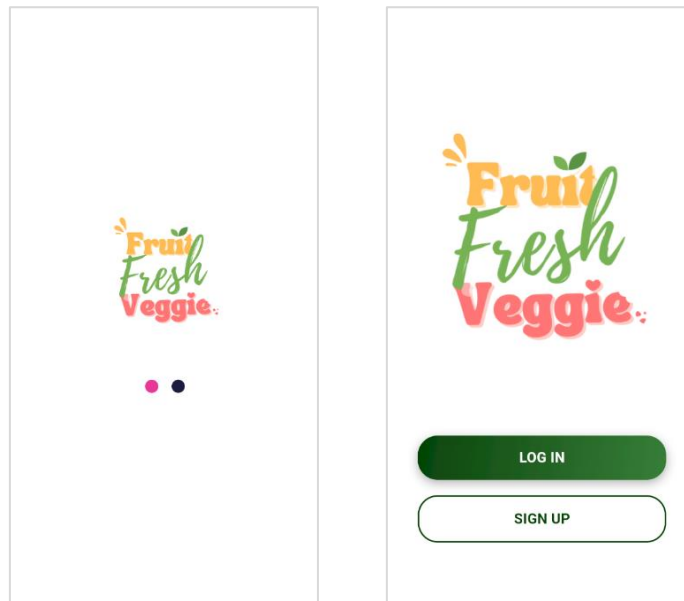 Fruit
Fresh
Veggie
Fruit
Fresh
Veggie
LOG IN
SIGN UP